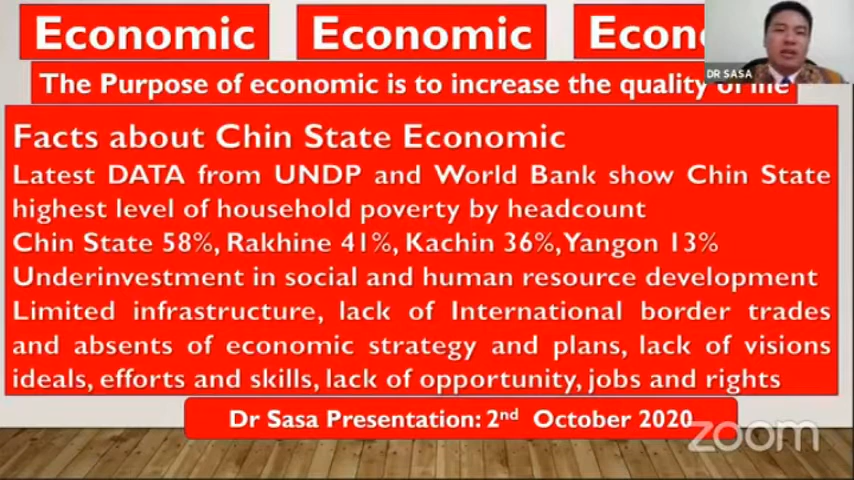 Economic Economic
DR SASA
The Purpose of economic is to increase the quality of life
Facts about Chin State Economic
Latest DATA from UNDP and World Bank show Chin State
highest level of household poverty by headcount
Chin State 58%, Rakhine 41%, Kachin 36%, Yangon 13%
Underinvestment in social and human resource development
Limited infrastructure, lack of International border trades
and absents of economic strategy and plans, lack of visions
ideals, efforts and skills, lack of opportunity, jobs and rights
Dr Sasa Presentation: 2nd October 2020
zoom